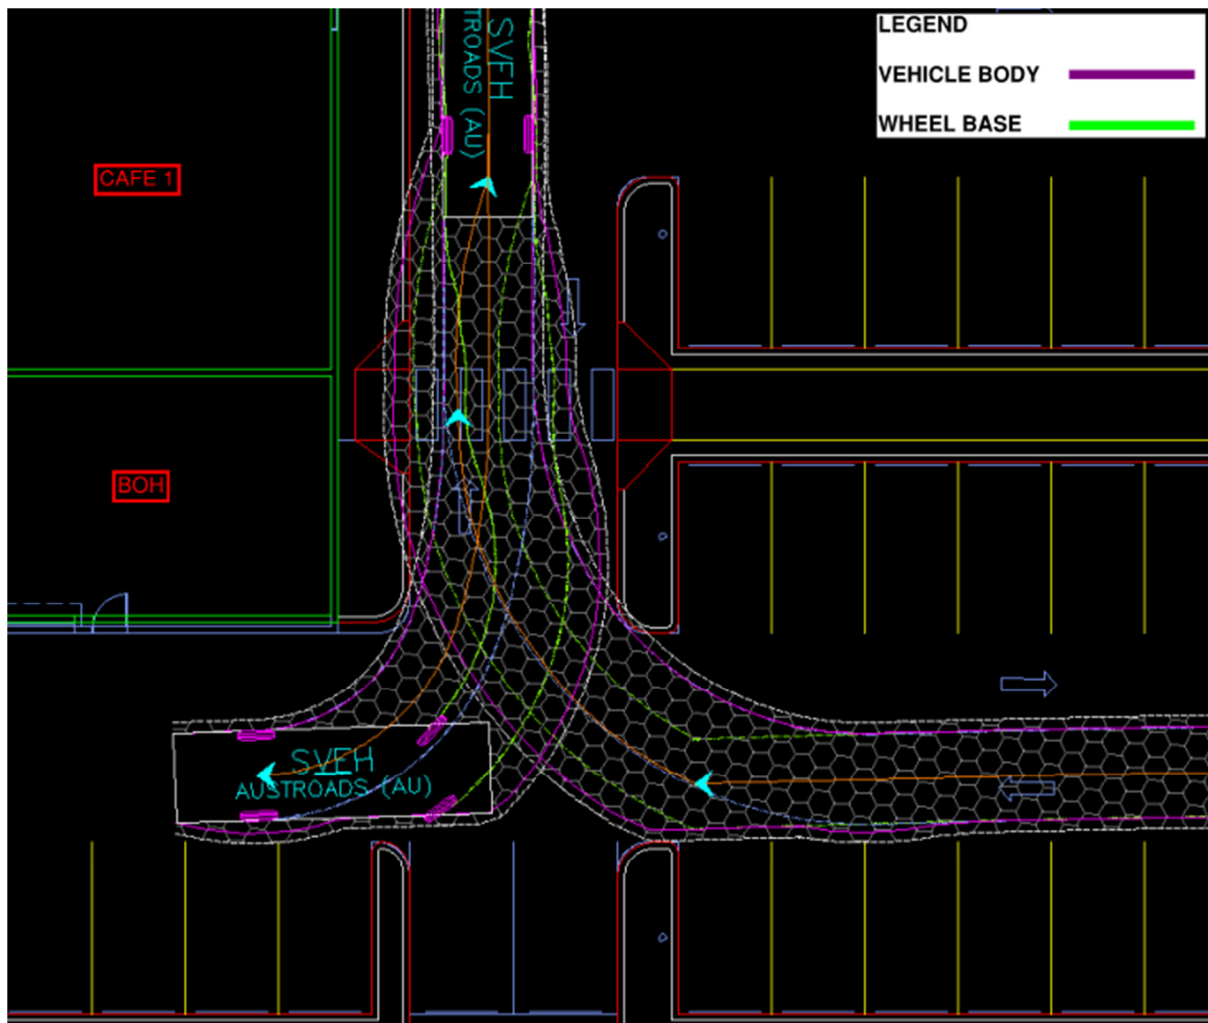 LEGEND
VEHICLE BODY
WHEEL BASE
SVEH
TROADS (AU)
CAFE 1
BOH
SVEH
AUSTROADS (AU)